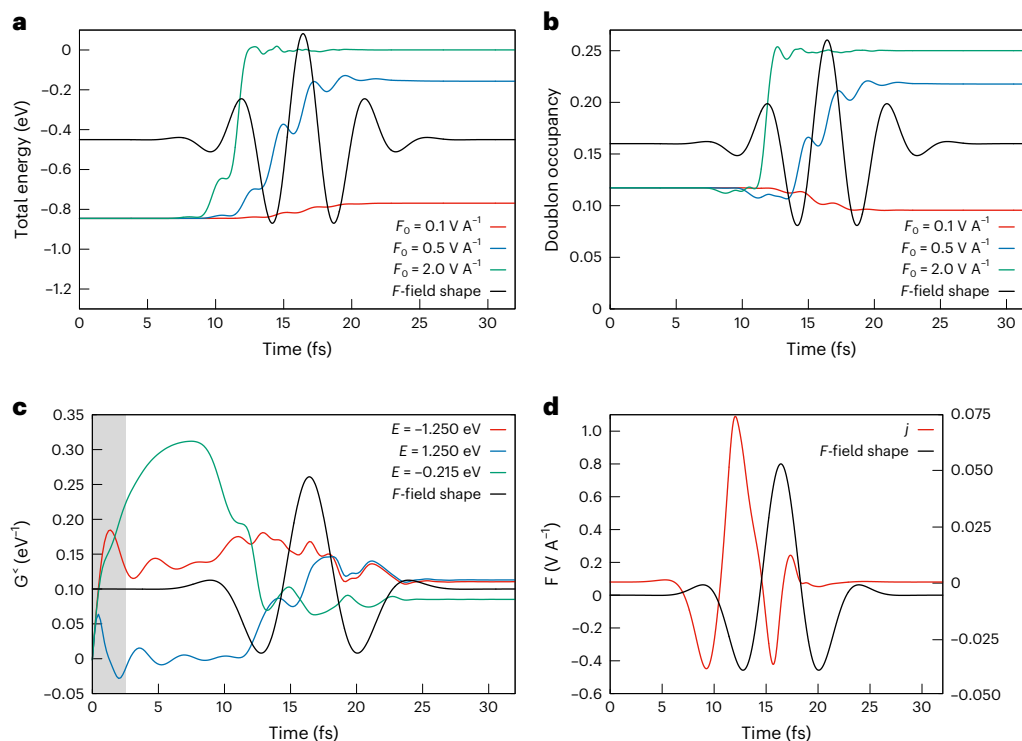 a
0
−0.2
−0.4
−0.6
−0.8
−1.0
−1.2
Total energy (eV)
F₀ = 0.1 V A⁻¹
F₀ = 0.5 V A⁻¹
F₀ = 2.0 V A⁻¹
F-field shape
0 5 10 15 20 25 30
Time (fs)
b
0.25
0.20
0.15
0.10
0.05
0
Doublon occupancy
F₀ = 0.1 V A⁻¹
F₀ = 0.5 V A⁻¹
F₀ = 2.0 V A⁻¹
F-field shape
0 5 10 15 20 25 30
Time (fs)
c
0.35
0.30
0.25
0.20
0.15
0.10
0.05
0
−0.05
G< (eV⁻¹)
E = −1.250 eV
E = 1.250 eV
E = −0.215 eV
F-field shape
0 5 10 15 20 25 30
Time (fs)
d
1.0
0.8
0.6
0.4
0.2
0
−0.2
−0.4
−0.6
F (V A⁻¹)
j
F-field shape
0.075
0.050
0.025
0
−0.025
−0.050
0 5 10 15 20 25 30
Time (fs)